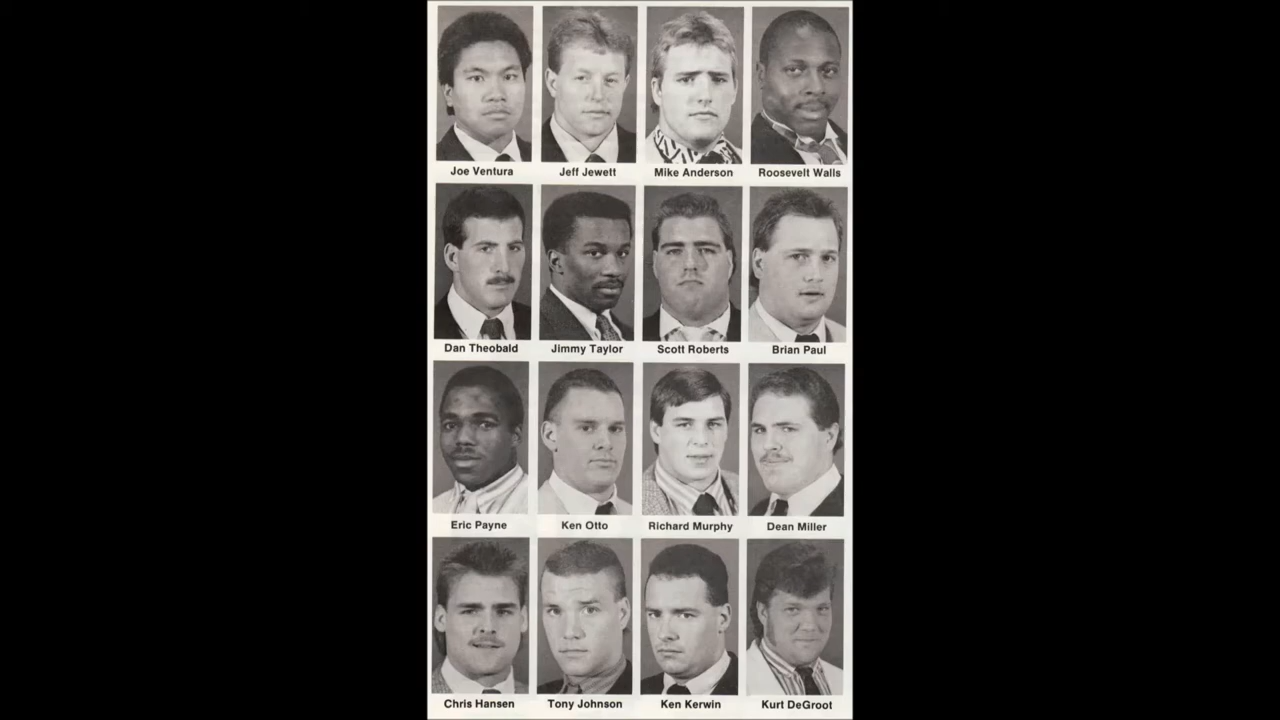 Joe Ventura
Jeff Jewett
Mike Anderson
Roosevelt Walls
Dan Theobald
Jimmy Taylor
Scott Roberts
Brian Paul
Eric Payne
Ken Otto
Richard Murphy
Dean Miller
Chris Hansen
Tony Johnson
Ken Kerwin
Kurt DeGroot